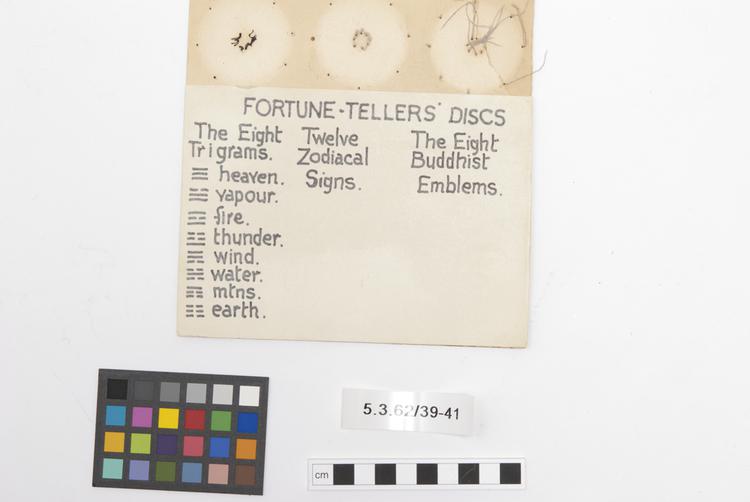 FORTUNE-TELLERS' DISCS
The Eight
Trigrams.
☰ heaven.
☱ vapour.
☲ fire.
☳ thunder.
☴ wind.
☵ water.
☶ mtns.
☷ earth.
Twelve
Zodiacal
Signs.
The Eight
Buddhist
Emblems.
5.3.62/39-41
cm